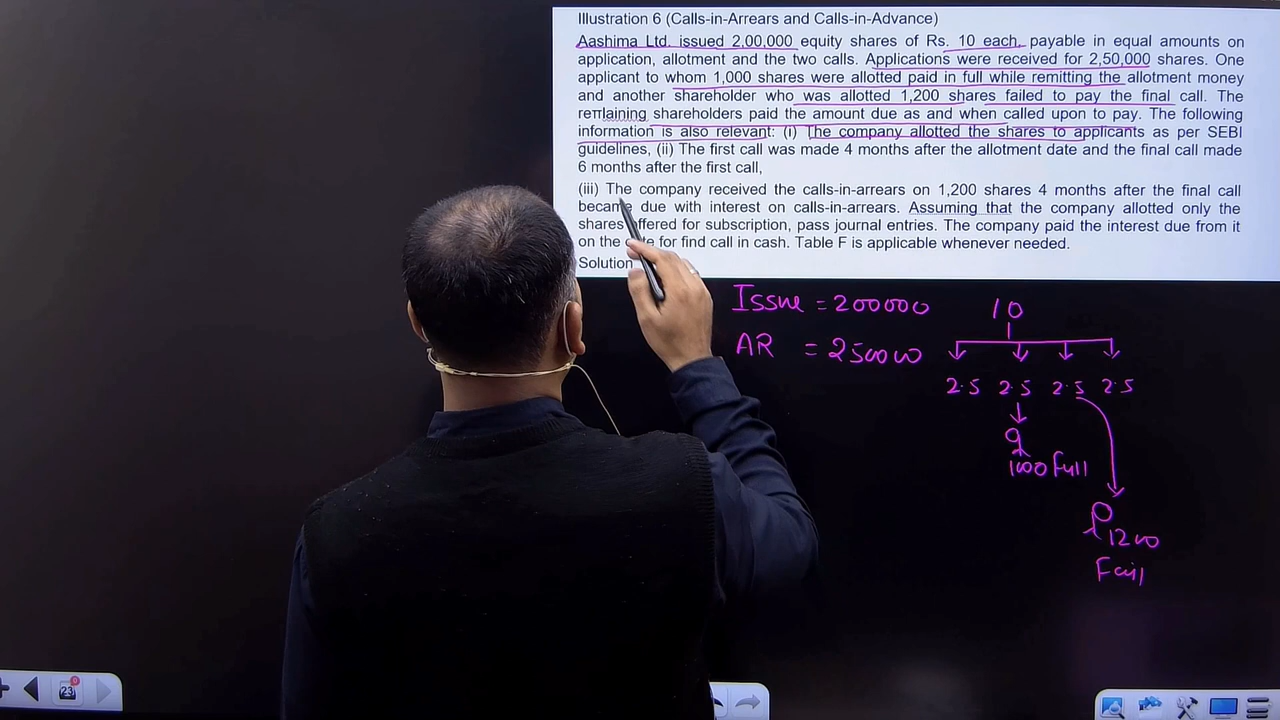 Illustration 6 (Calls-in-Arrears and Calls-in-Advance)
Aashima Ltd. issued 2,00,000 equity shares of Rs. 10 each, payable in equal amounts on
application, allotment and the two calls. Applications were received for 2,50,000 shares. One
applicant to whom 1,000 shares were allotted paid in full while remitting the allotment money
and another shareholder who was allotted 1,200 shares failed to pay the final call. The
remaining shareholders paid the amount due as and when called upon to pay. The following
information is also relevant: (i) The company allotted the shares to applicants as per SEBI
guidelines, (ii) The first call was made 4 months after the allotment date and the final call made
6 months after the first call,
(iii) The company received the calls-in-arrears on 1,200 shares 4 months after the final call
became due with interest on calls-in-arrears. Assuming that the company allotted only the
shares offered for subscription, pass journal entries. The company paid the interest due from it
on the for find call in cash. Table F is applicable whenever needed.
Solution
Issue = 200000
AR = 250000
10
2.5 2.5 2.5 2.5
1000 Full
1200
Fail
23